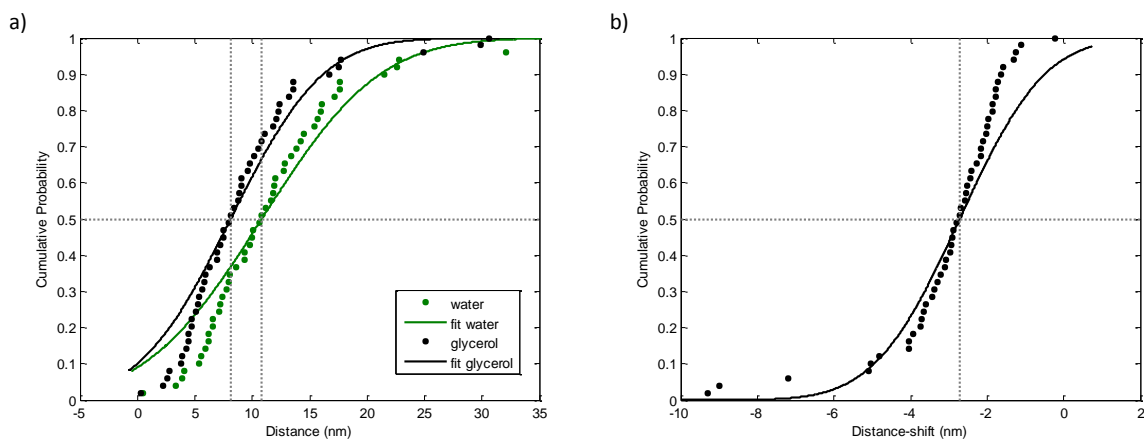 a)
1
0.9
0.8
0.7
0.6
0.5
0.4
0.3
0.2
0.1
0
Cumulative Probability
-5 0 5 10 15 20 25 30 35
Distance (nm)
water
fit water
glycerol
fit glycerol
b)
1
0.9
0.8
0.7
0.6
0.5
0.4
0.3
0.2
0.1
0
Cumulative Probability
-10 -8 -6 -4 -2 0 2
Distance-shift (nm)